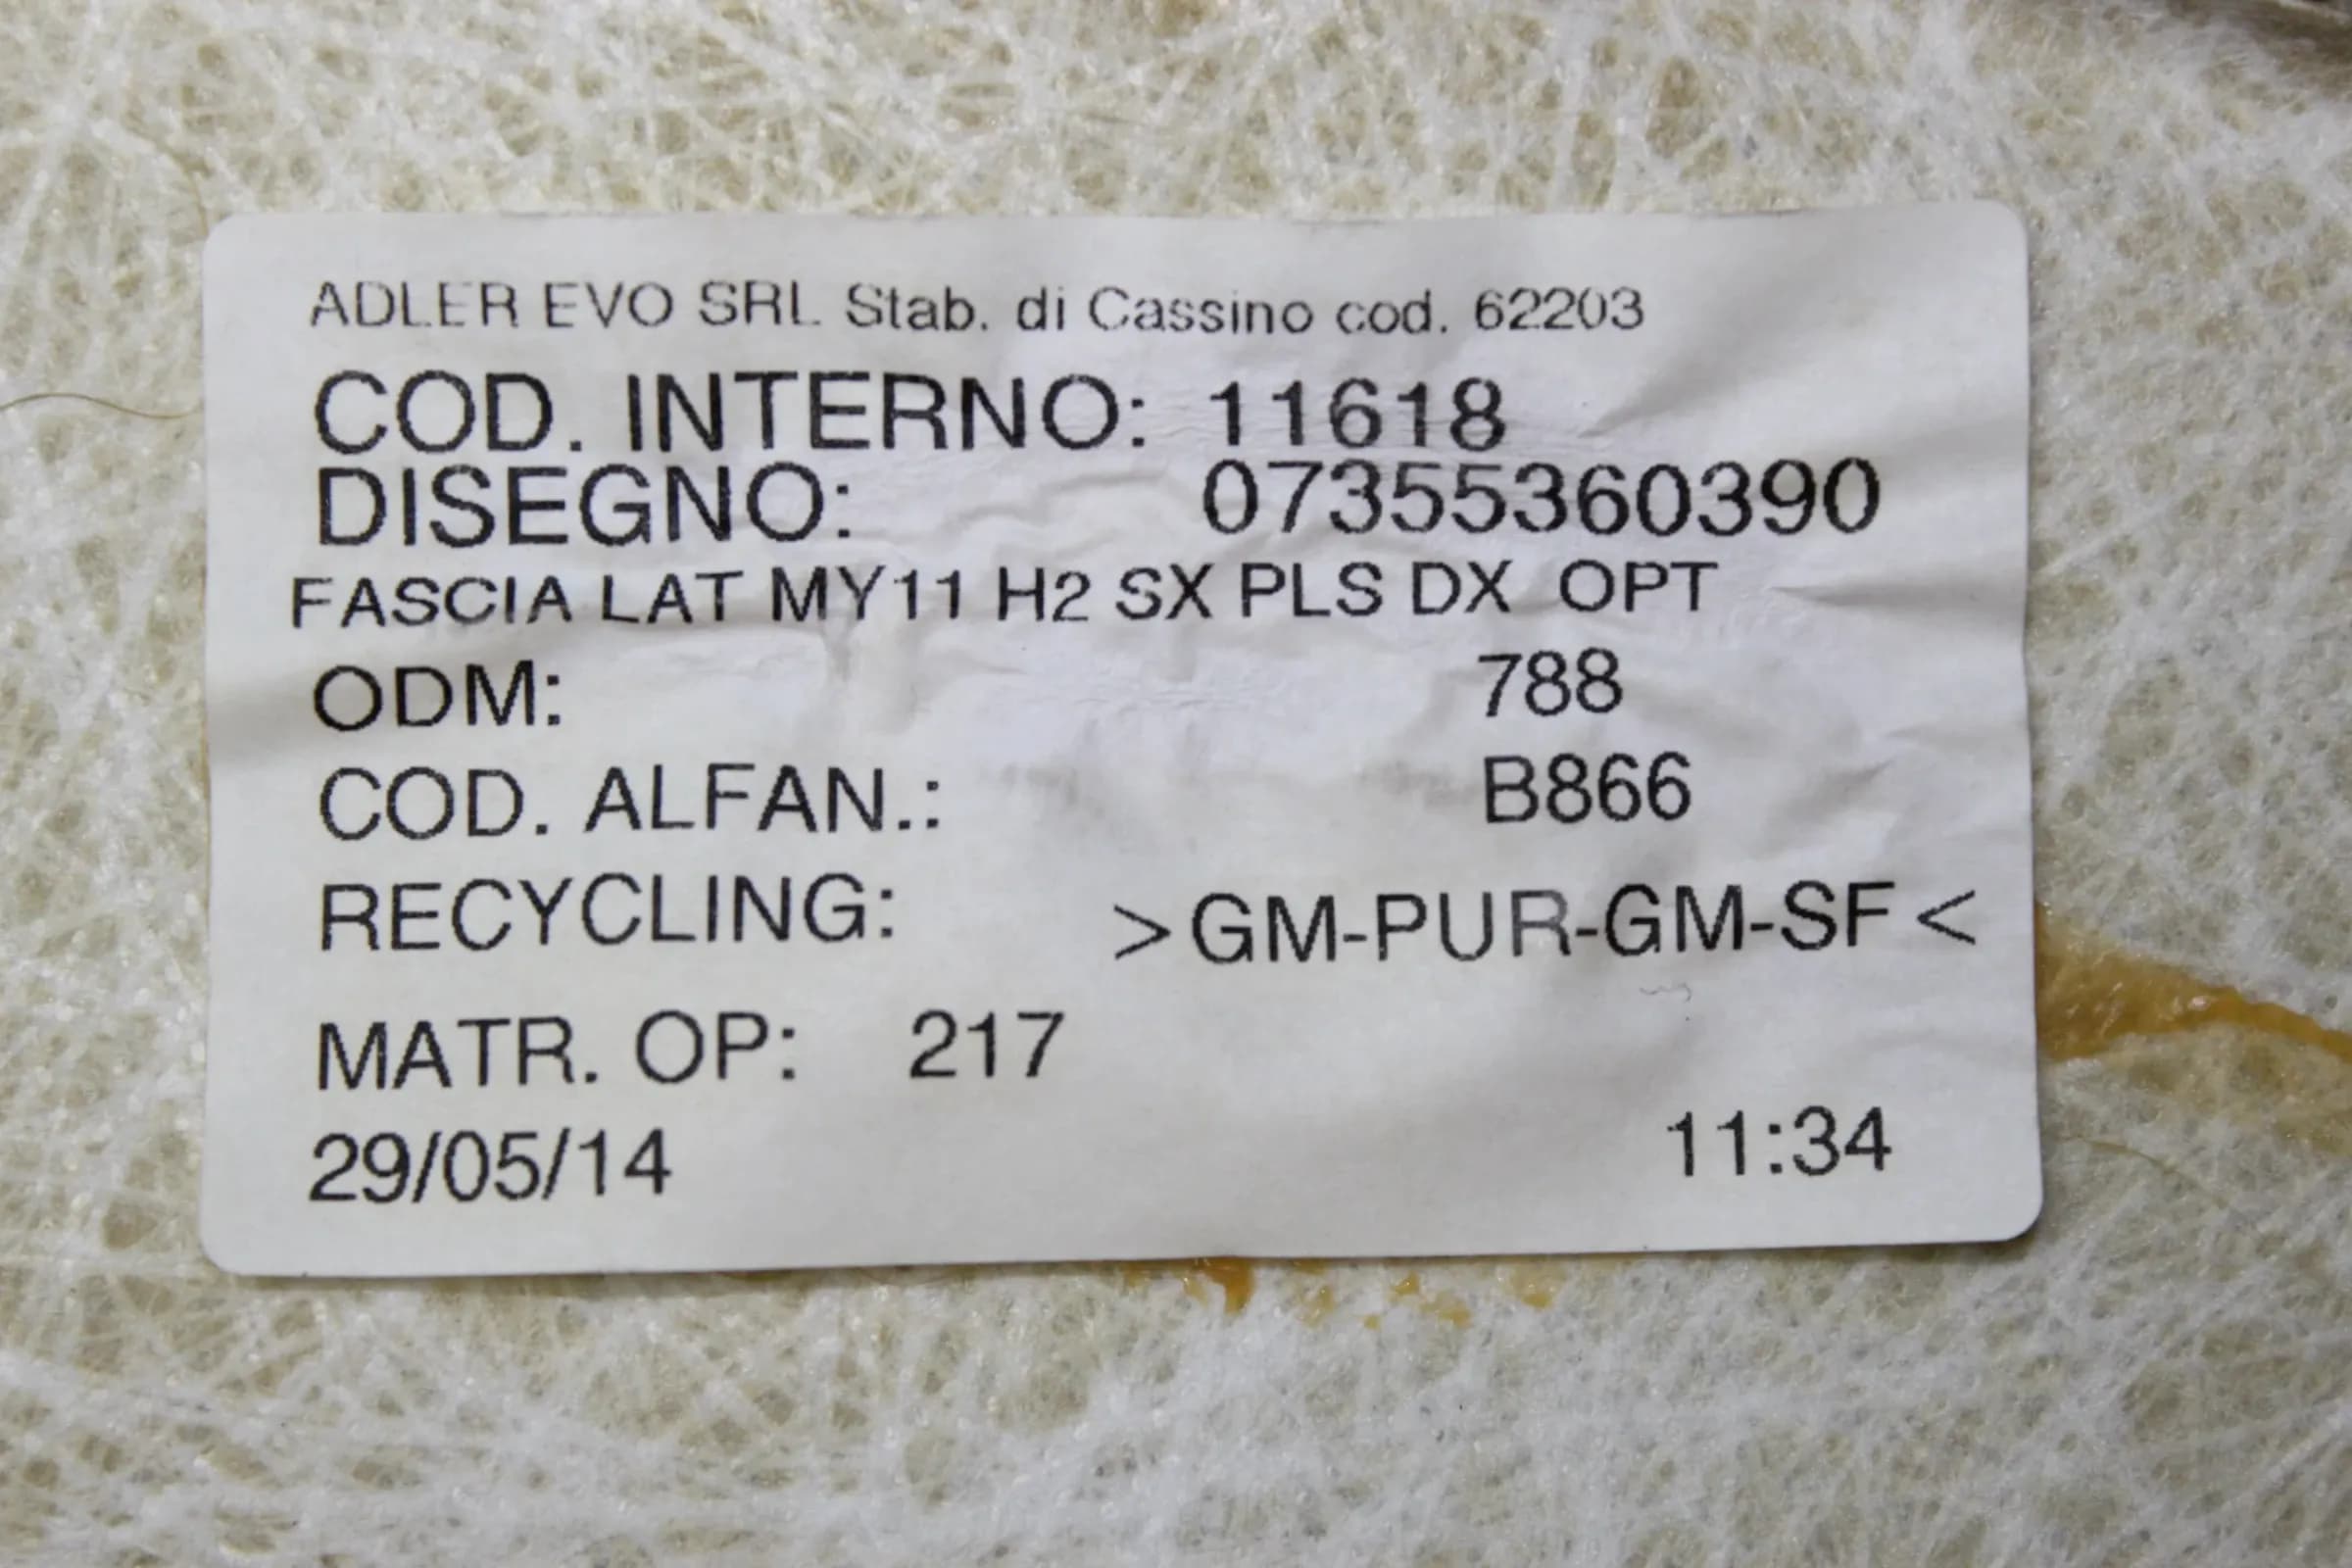 ADLER EVO SRL Stab. di Cassino cod. 62203
COD. INTERNO: 11618
DISEGNO: 07355360390
FASCIA LAT MY11 H2 SX PLS DX OPT
ODM: 788
COD. ALFAN.: B866
RECYCLING: >GM-PUR-GM-SF<
MATR. OP: 217
29/05/14 11:34